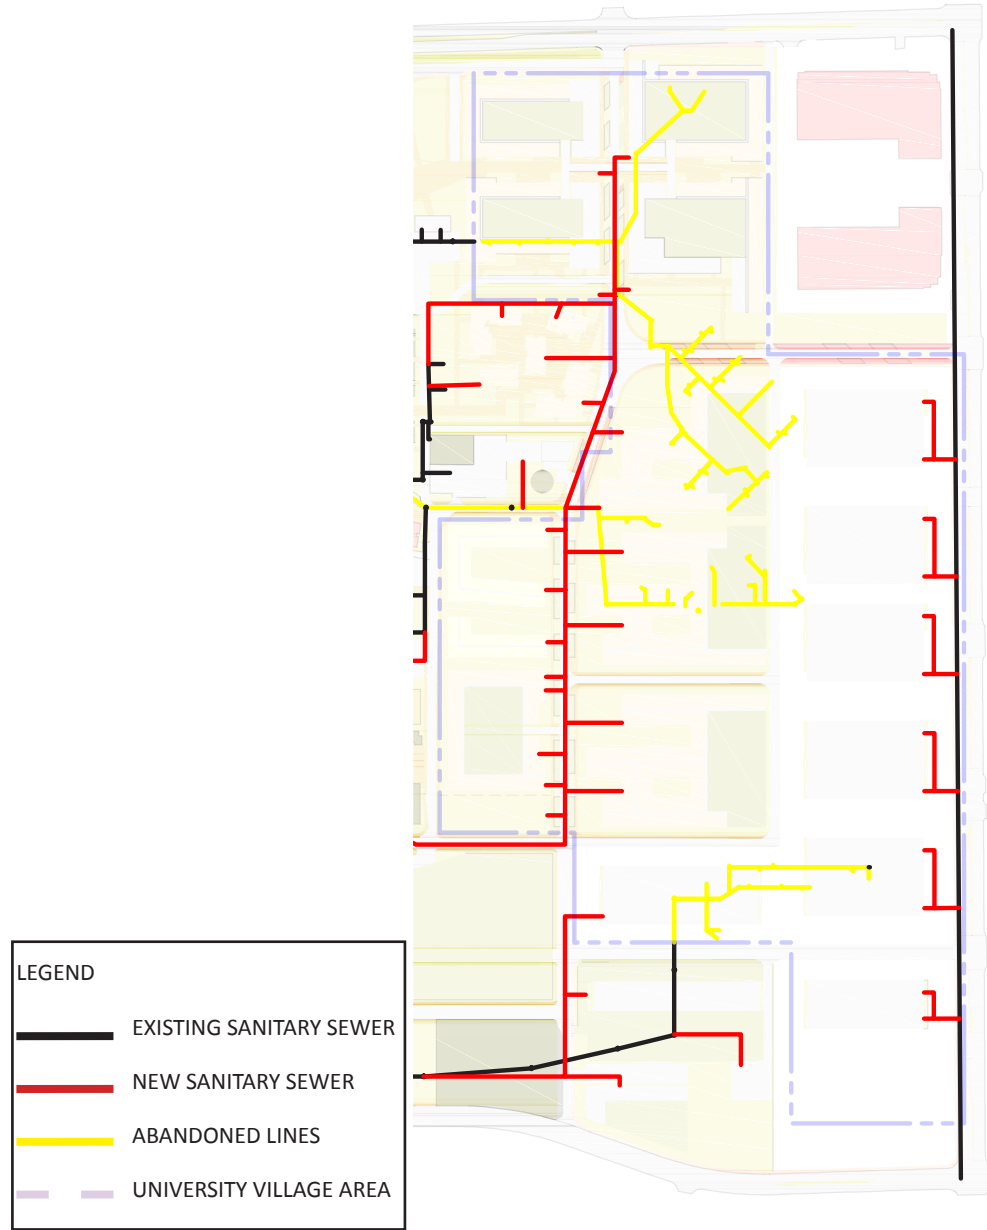 LEGEND
EXISTING SANITARY SEWER
NEW SANITARY SEWER
ABANDONED LINES
UNIVERSITY VILLAGE AREA